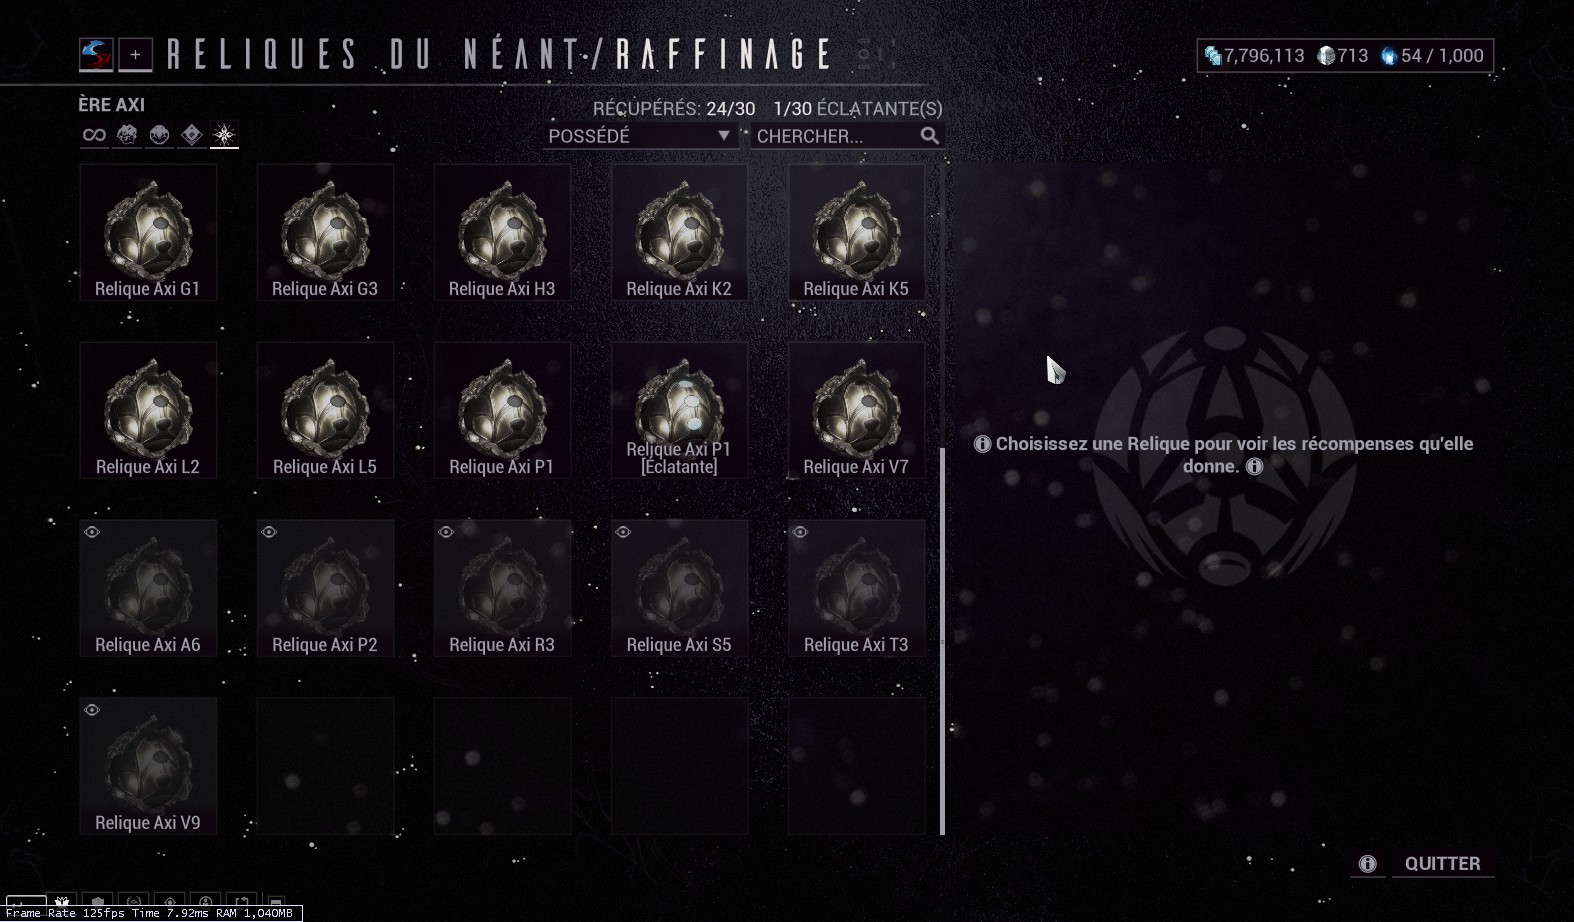 RELIQUES DU NÉANT/RAFFINAGE
7,796,113 713 54 / 1,000
ÈRE AXI
RÉCUPÉRÉS: 24/30 1/30 ÉCLATANTE(S)
POSSÉDÉ
CHERCHER...
Relique Axi G1
Relique Axi G3
Relique Axi H3
Relique Axi K2
Relique Axi K5
Relique Axi L2
Relique Axi L5
Relique Axi P1
Relique Axi P1
[Éclatante]
Relique Axi V7
Choisissez une Relique pour voir les récompenses qu'elle
donne.
Relique Axi A6
Relique Axi P2
Relique Axi R3
Relique Axi S5
Relique Axi T3
Relique Axi V9
QUITTER
Frame Rate 125fps Time 7.92ms RAM 1,040MB